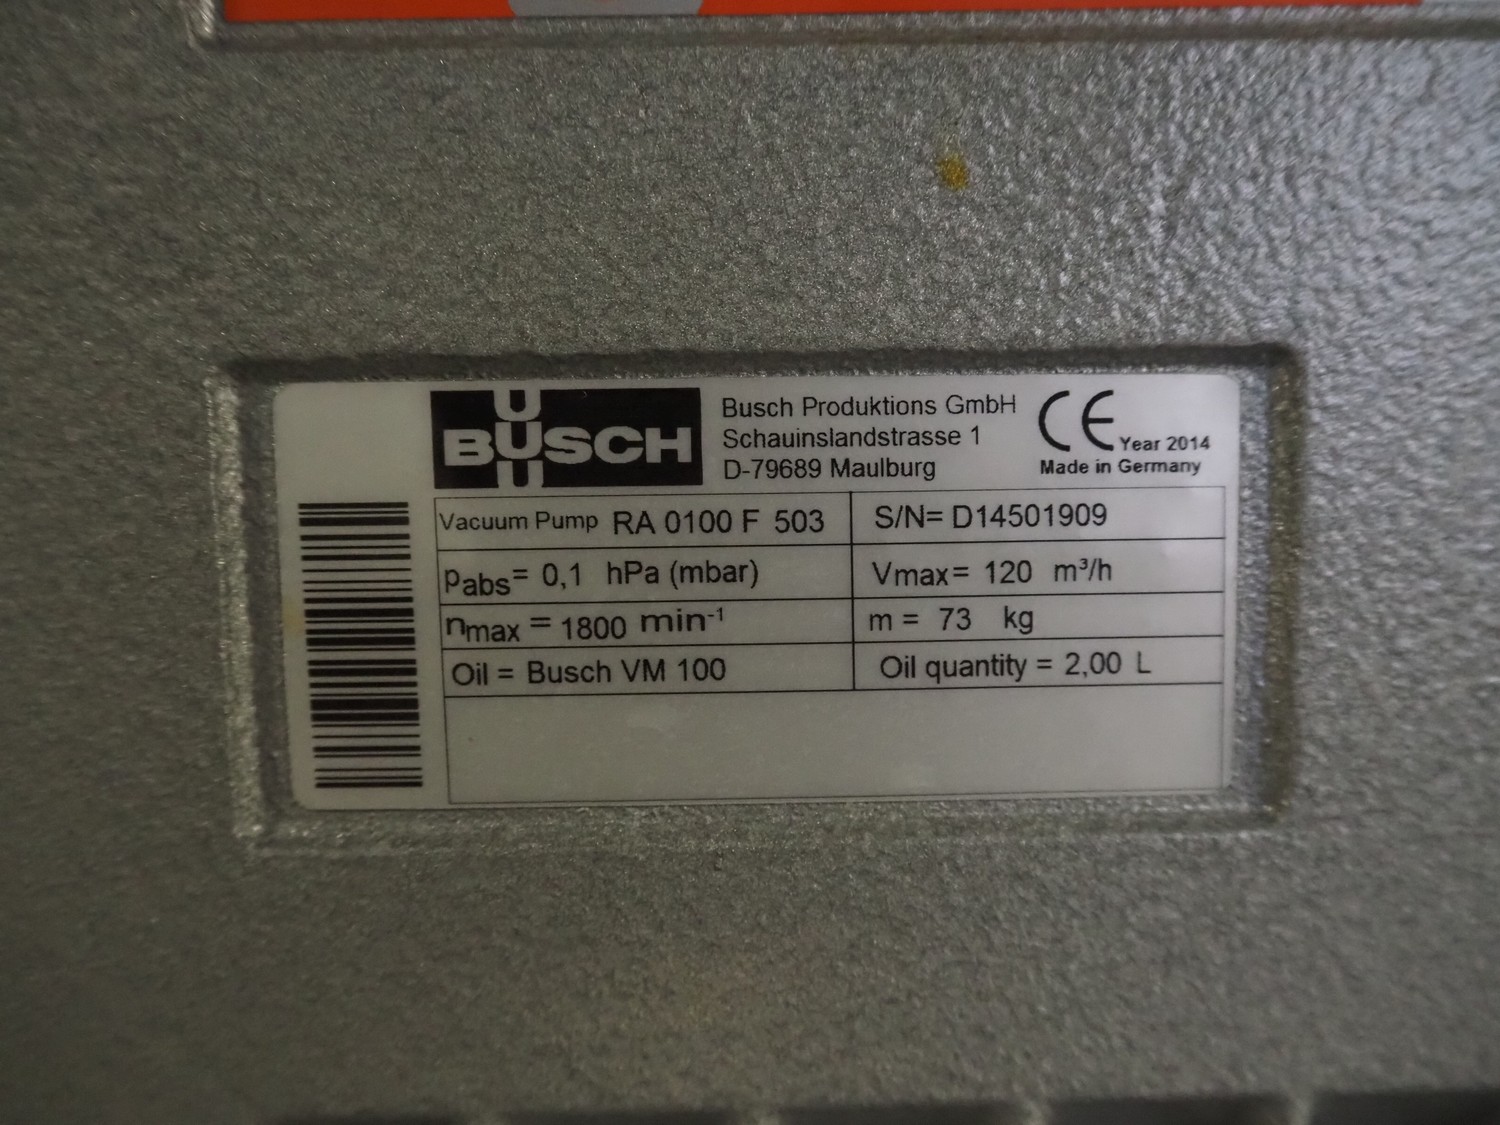 BUSCH
Busch Produktions GmbH
Schauinslandstrasse 1
D-79689 Maulburg
CE Year 2014
Made in Germany
Vacuum Pump RA 0100 F 503
S/N= D14501909
pabs= 0,1 hPa (mbar)
Vmax= 120 m³/h
nmax = 1800 min⁻¹
m = 73 kg
Oil = Busch VM 100
Oil quantity = 2,00 L